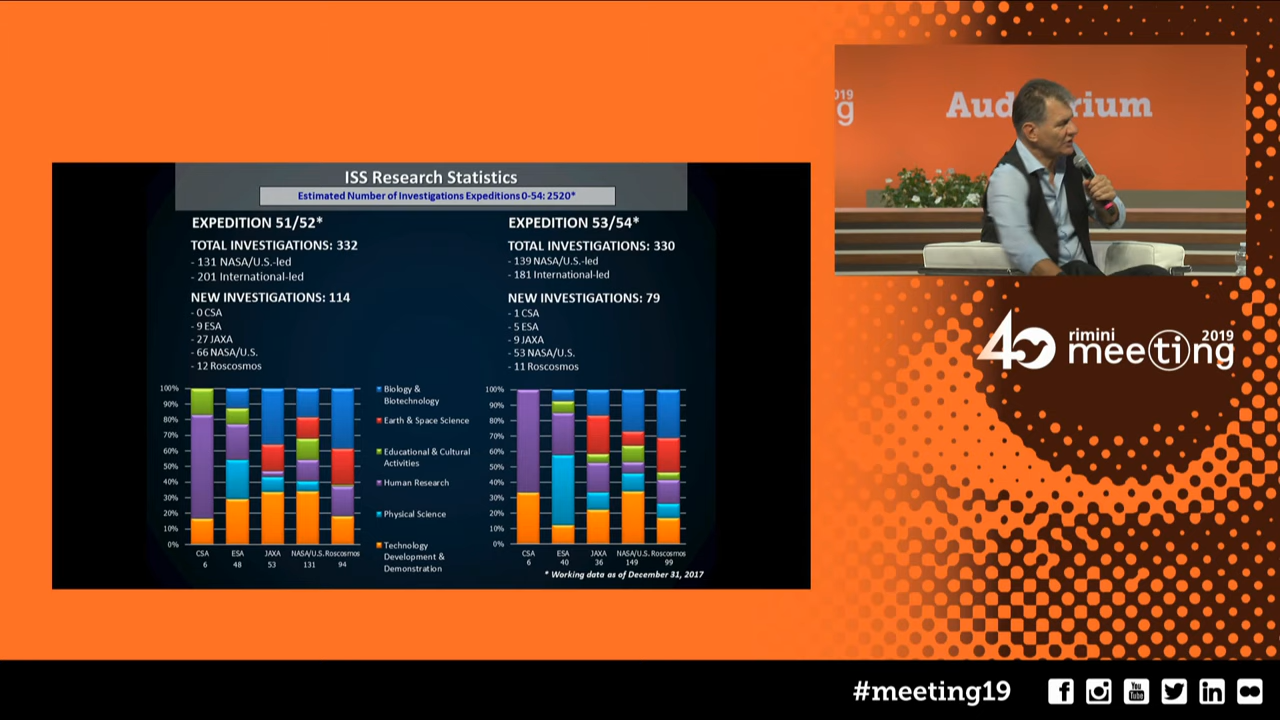 ISS Research Statistics
Estimated Number of Investigations Expeditions 0-54: 2520*
EXPEDITION 51/52*
TOTAL INVESTIGATIONS: 332
- 131 NASA/U.S.-led
- 201 International-led
NEW INVESTIGATIONS: 114
- 0 CSA
- 9 ESA
- 27 JAXA
- 66 NASA/U.S.
- 12 Roscosmos
100%
90%
80%
70%
60%
50%
40%
30%
20%
10%
0%
CSA ESA JAXA NASA/U.S. Roscosmos
6 48 53 131 94
Biology &
Biotechnology
Earth & Space Science
Educational & Cultural
Activities
Human Research
Physical Science
Technology
Development &
Demonstration
EXPEDITION 53/54*
TOTAL INVESTIGATIONS: 330
- 139 NASA/U.S.-led
- 181 International-led
NEW INVESTIGATIONS: 79
- 1 CSA
- 5 ESA
- 9 JAXA
- 53 NASA/U.S.
- 11 Roscosmos
100%
90%
80%
70%
60%
50%
40%
30%
20%
10%
0%
CSA ESA JAXA NASA/U.S. Roscosmos
6 40 36 149 99
* Working data as of December 31, 2017
019
g
Aud rium
40 rimini 2019
meeting
#meeting19
You
Tube
in